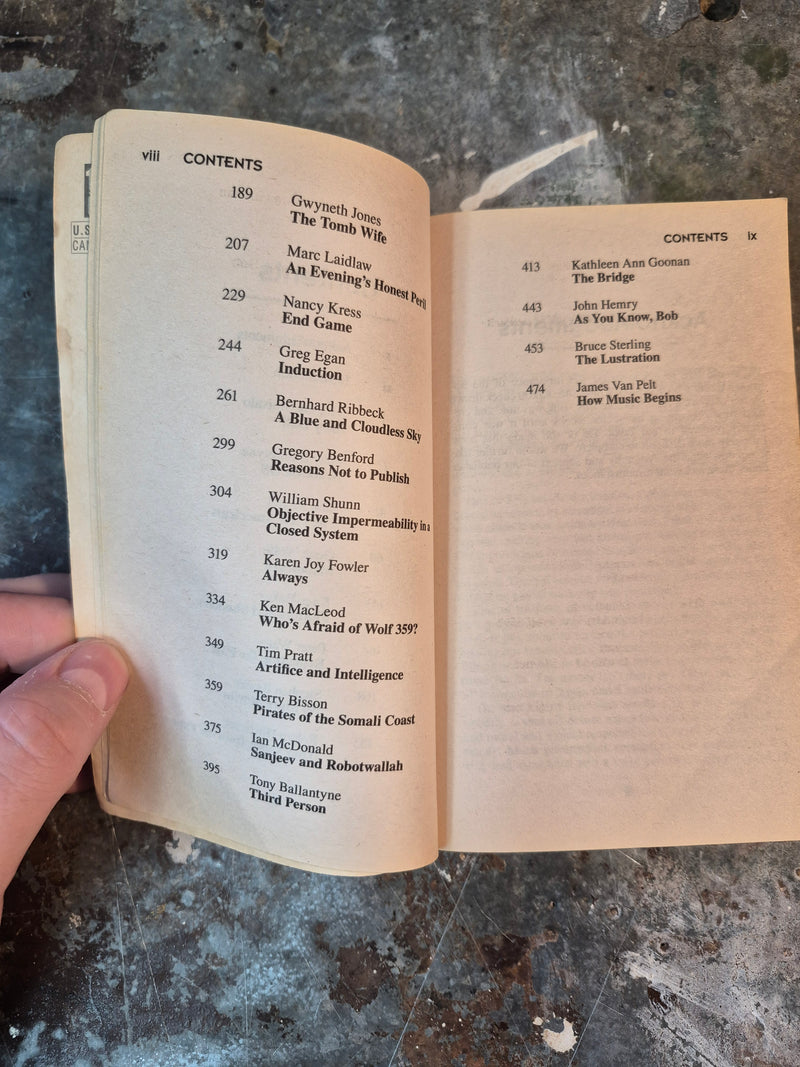 viii CONTENTS
189 Gwyneth Jones
The Tomb Wife
207 Marc Laidlaw
An Evening's Honest Peril
229 Nancy Kress
End Game
244 Greg Egan
Induction
261 Bernhard Ribbeck
A Blue and Cloudless Sky
299 Gregory Benford
Reasons Not to Publish
304 William Shunn
Objective Impermeability in a
Closed System
319 Karen Joy Fowler
Always
334 Ken MacLeod
Who's Afraid of Wolf 359?
349 Tim Pratt
Artifice and Intelligence
359 Terry Bisson
Pirates of the Somali Coast
375 Ian McDonald
Sanjeev and Robotwallah
395 Tony Ballantyne
Third Person
CONTENTS ix
413 Kathleen Ann Goonan
The Bridge
443 John Hemry
As You Know, Bob
453 Bruce Sterling
The Lustration
474 James Van Pelt
How Music Begins